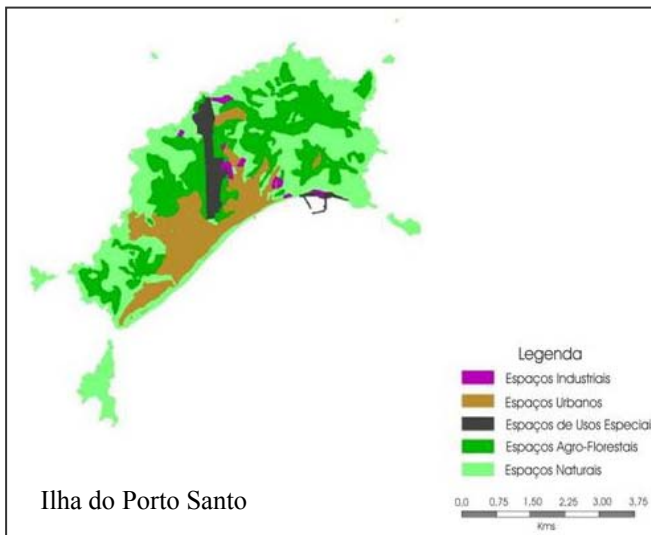 Legenda
Espaços Industriais
Espaços Urbanos
Espaços de Usos Especiai
Espaços Agro-Florestais
Espaços Naturais
Ilha do Porto Santo
0,0 0,75 1,50 2,25 3,00 3,75
Kms